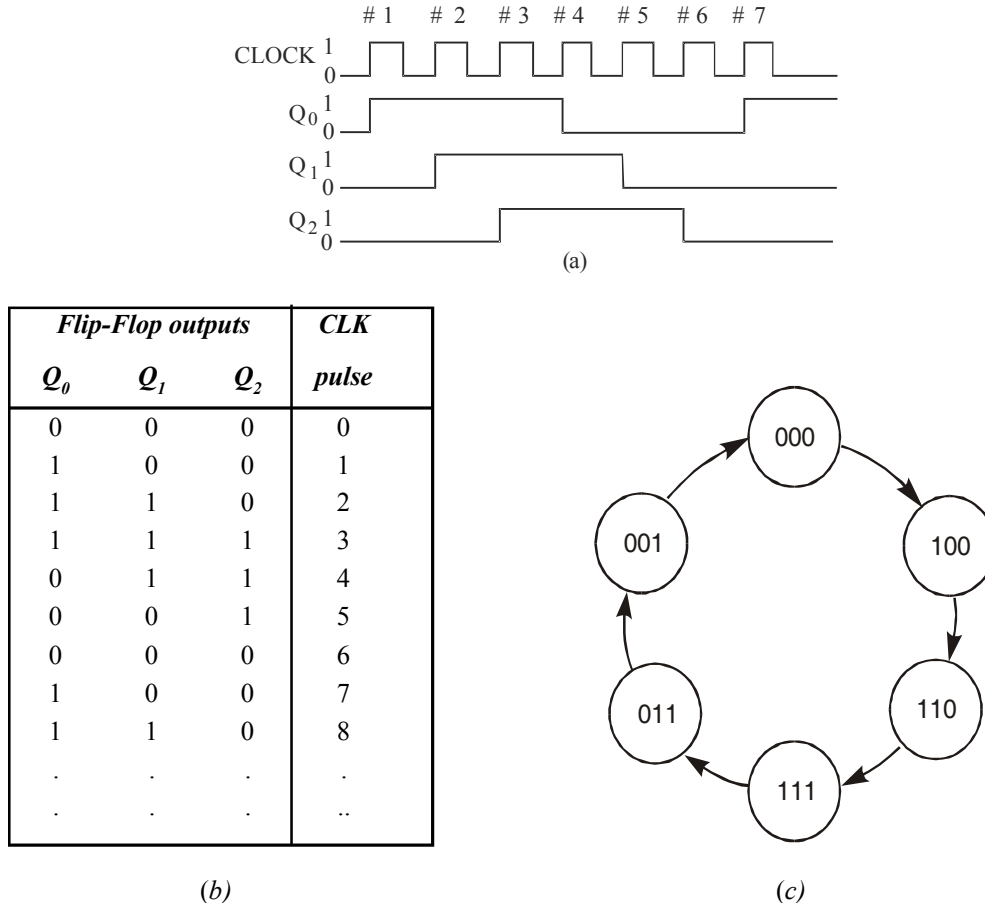 # 1 # 2 # 3 #4 #5 #6 # 7
CLOCK 1
0
Q0 1
0
Q1 1
0
Q2 1
0
(a)
Flip-Flop outputs CLK
Q0 Q1 Q2 pulse
0 0 0 0
1 0 0 1
1 1 0 2
1 1 1 3
0 1 1 4
0 0 1 5
0 0 0 6
1 0 0 7
1 1 0 8
. . . .
. . . ..
(b)
000
100
110
111
011
001
(c)